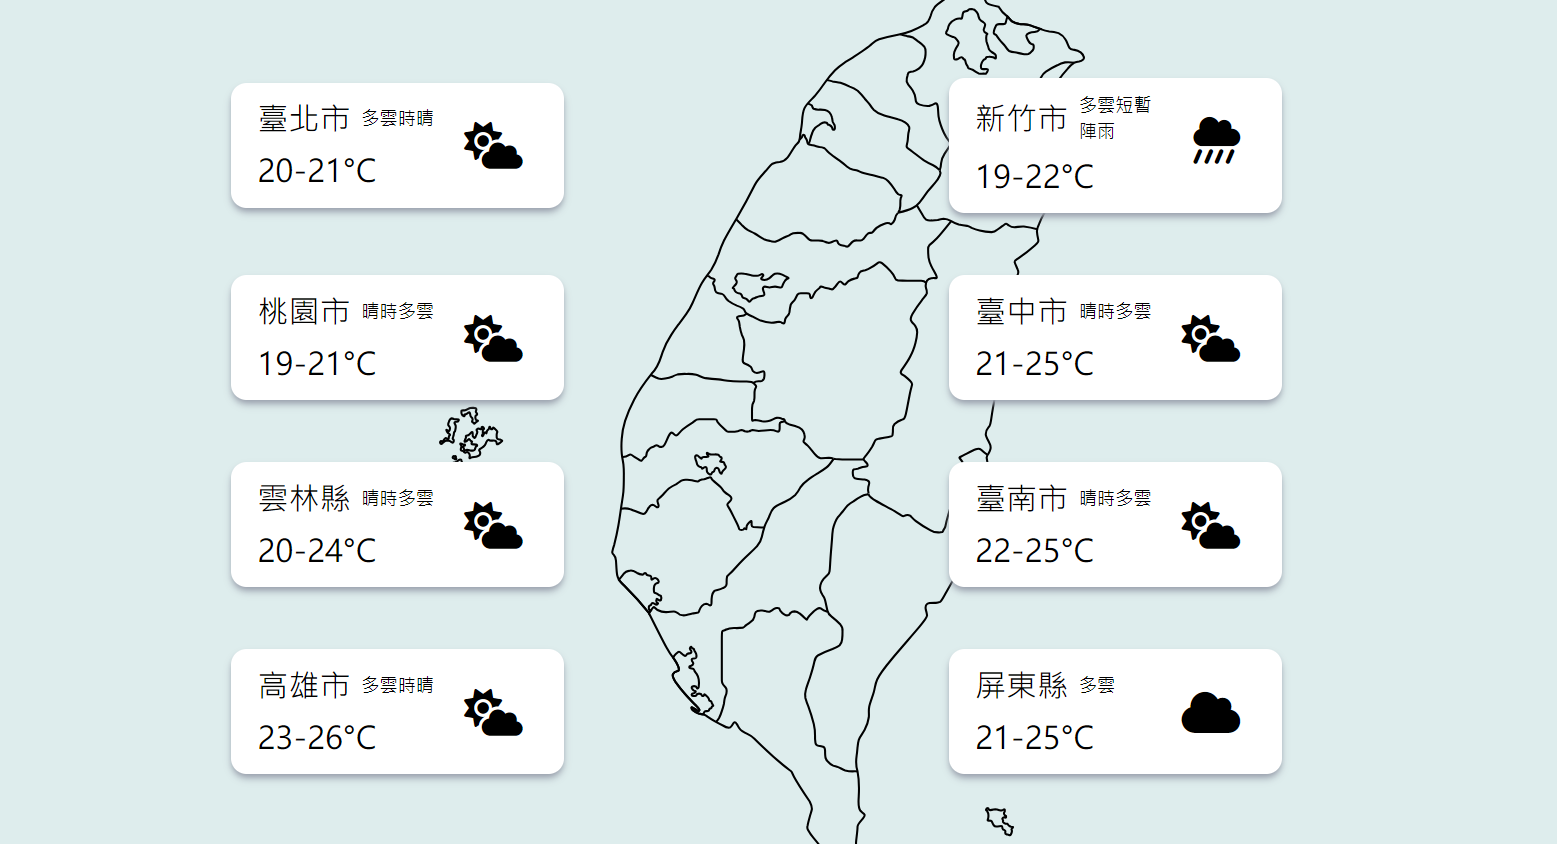 臺北市 多雲時晴
20-21°C
新竹市 多雲短暫
陣雨
19-22°C
桃園市 晴時多雲
19-21°C
臺中市 晴時多雲
21-25°C
雲林縣 晴時多雲
20-24°C
臺南市 晴時多雲
22-25°C
高雄市 多雲時晴
23-26°C
屏東縣 多雲
21-25°C